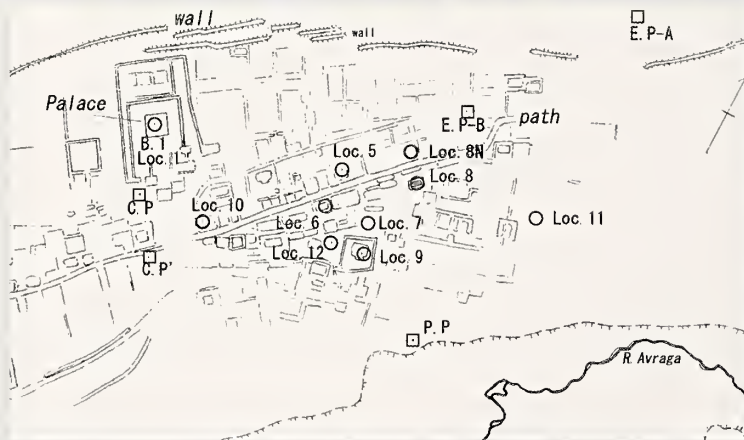 wall
wall
E.P-A
Palace
B.1
Loc. 1
E.P-B
path
Loc. 5
Loc. 8N
Loc. 8
C.P
Loc. 10
Loc. 6
Loc. 7
Loc. 11
Loc. 12
Loc. 9
C.P'
P.P
R. Avraga